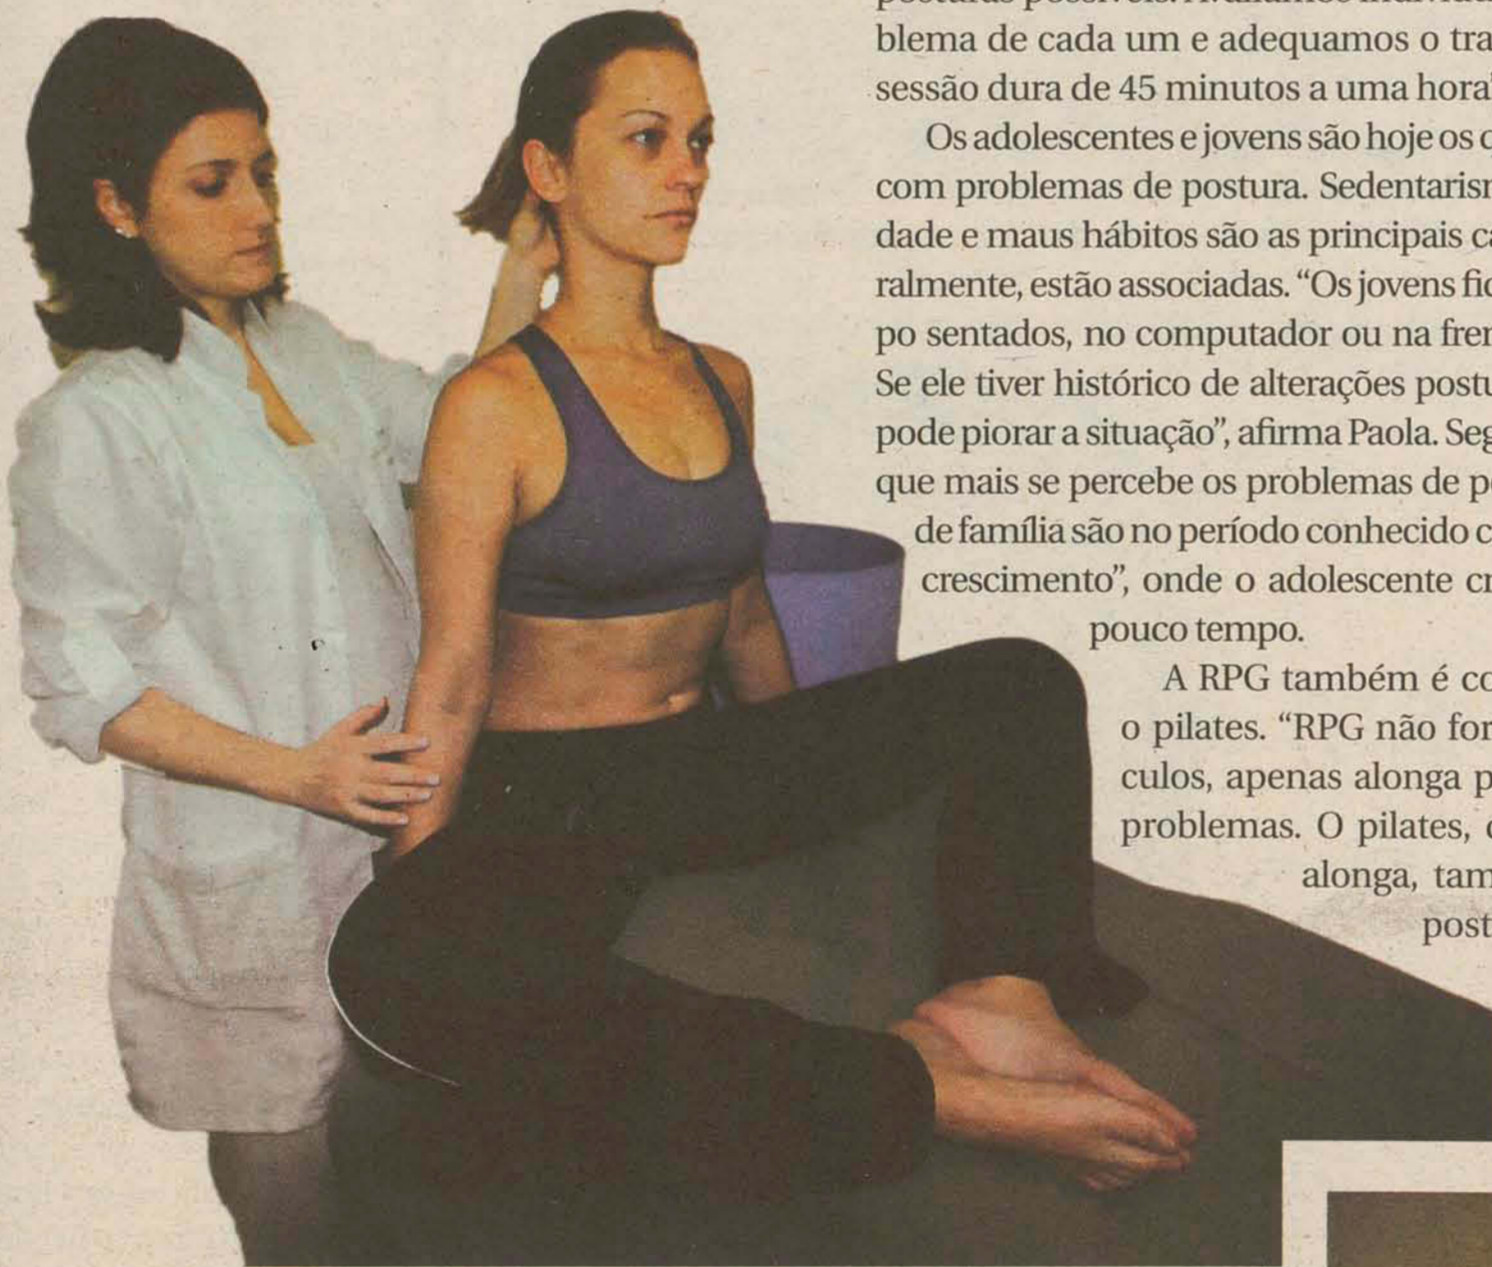 blema de cada um e adequamos o tra
sessão dura de 45 minutos a uma hora”
Os adolescentes e jovens são hoje os
com problemas de postura. Sedentarism
dade e maus hábitos são as principais ca
ralmente, estão associadas. “Os jovens fic
po sentados, no computador ou na fren
Se ele tiver histórico de alterações postu
pode piorar a situação”, afirma Paola. Seg
que mais se percebe os problemas de po
de família são no período conhecido c
crescimento”, onde o adolescente cr
pouco tempo.
A RPG também é co
o pilates. “RPG não for
culos, apenas alonga p
problemas. O pilates,
alonga, tam
post